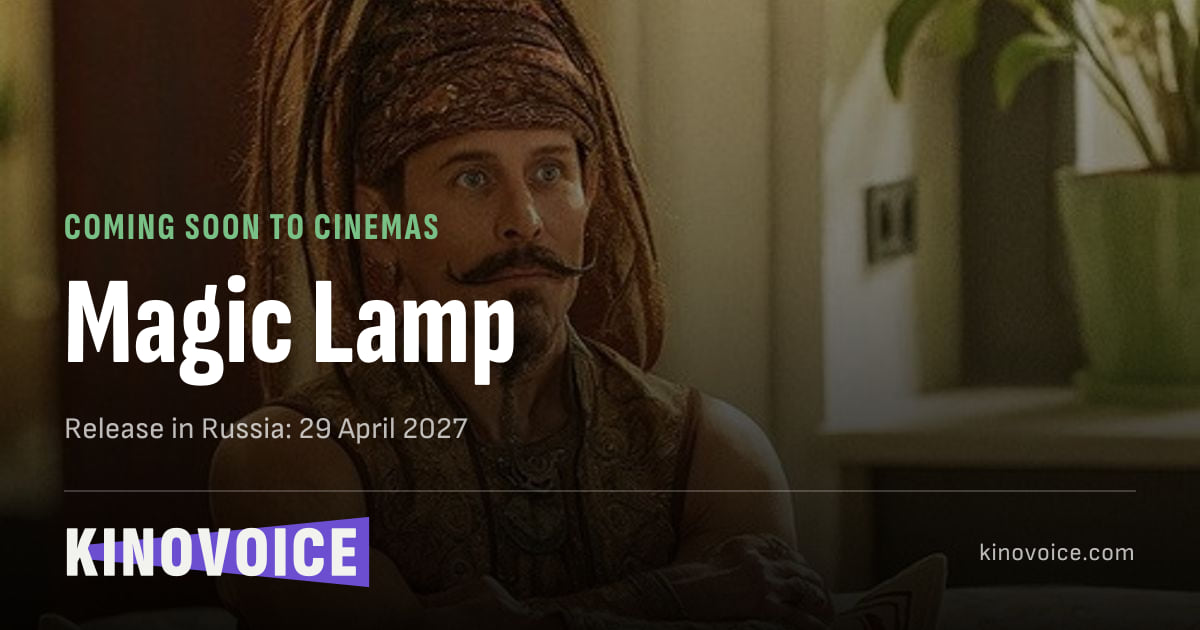 COMING SOON TO CINEMAS
Magic Lamp
Release in Russia: 29 April 2027
KINOVOICE
kinovoice.com